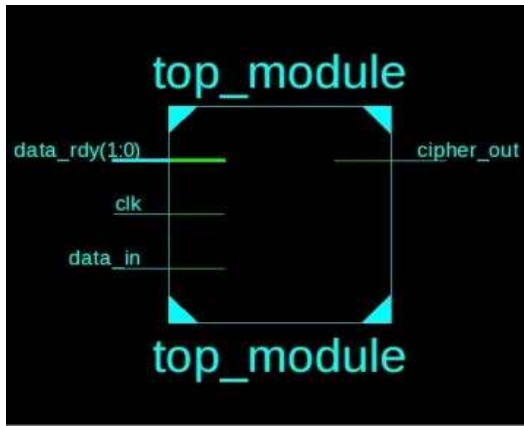 top_module
data_rdy(1:0)
cipher_out
clk
data_in
top_module